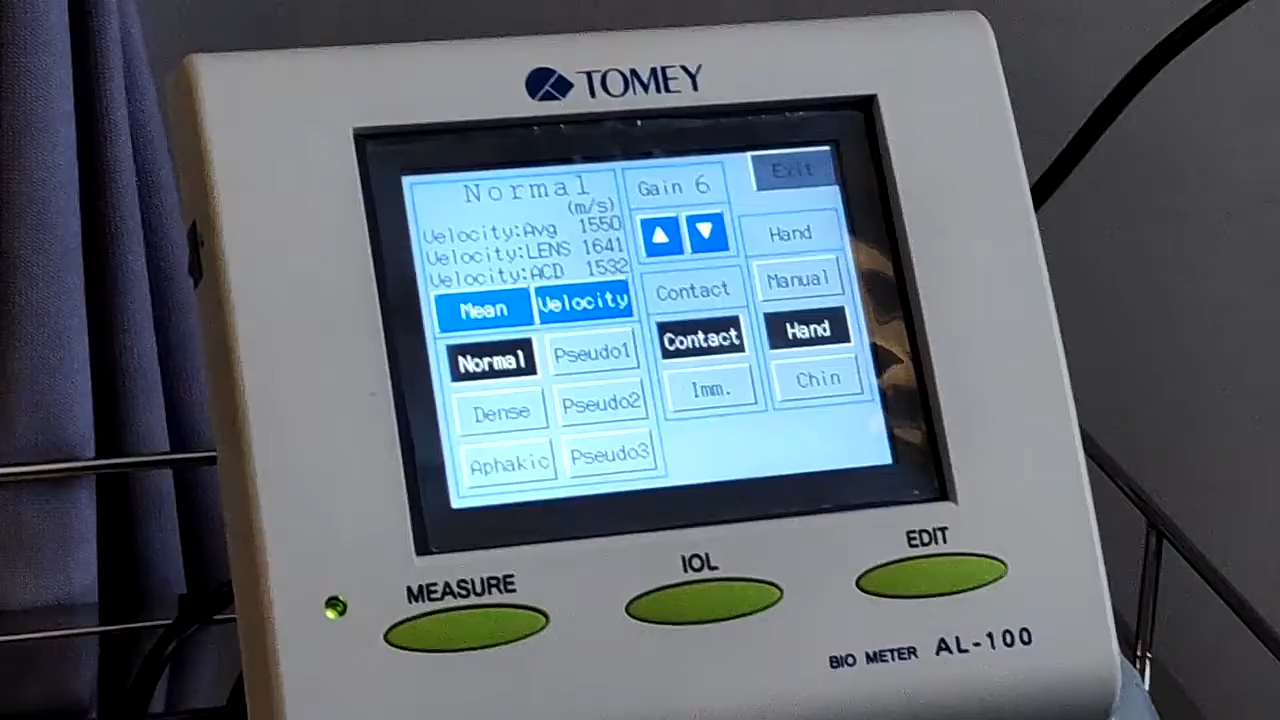 TOMEY
Normal
(m/s)
Velocity:Avg 1550
Velocity:LENS 1641
Velocity:ACD 1532
Mean Velocity
Normal Pseudo1
Dense Pseudo2
Aphakic Pseudo3
Gain 6
Contact
Contact
Imm.
Exit
Hand
Manual
Hand
Chin
MEASURE
IOL
EDIT
BIO METER AL-100